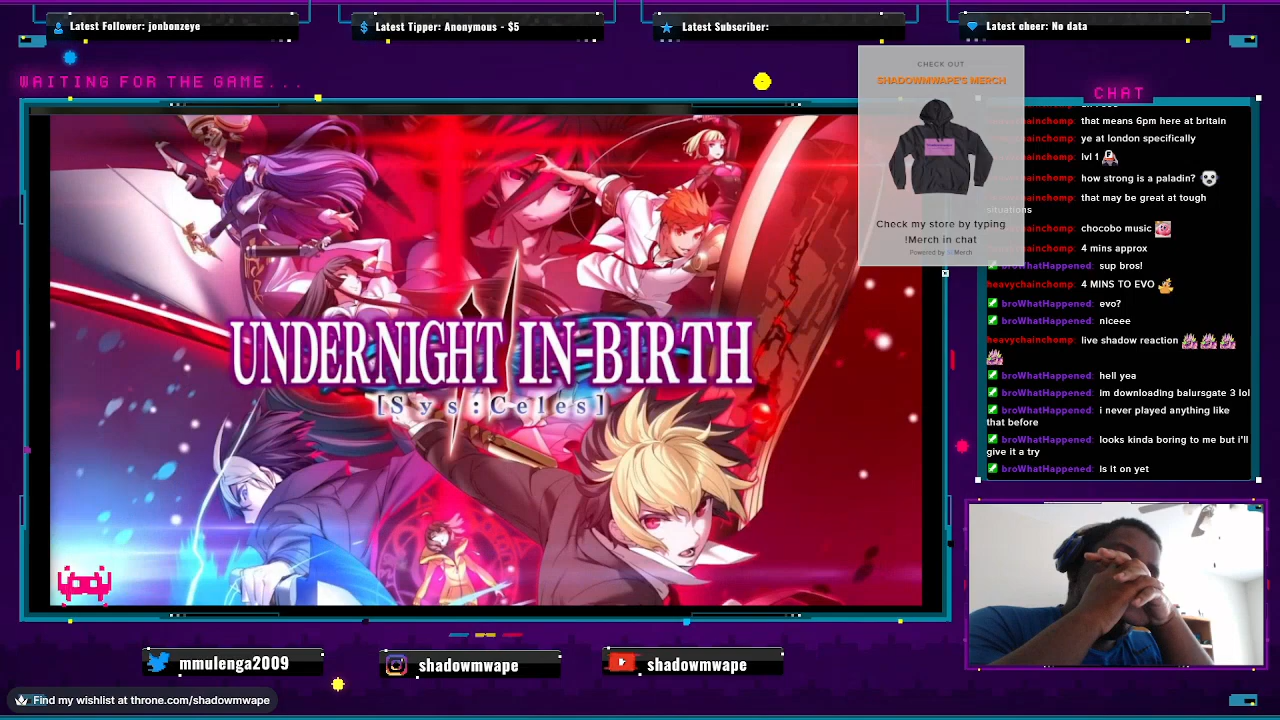 Latest Follower: jonbonzeye
Latest Tipper: Anonymous - $5
Latest Subscriber:
Latest cheer: No data
WAITING FOR THE GAME...
CHECK OUT
SHADOWMWAPE'S MERCH
Check my store by typing
!Merch in chat
Powered by Merch
UNDER NIGHT IN-BIRTH
[Sys:Celes]
CHAT
that means 6pm here at britain
ye at london specifically
lvl 1
how strong is a paladin?
that may be great at tough
situations
chocobo music
4 mins approx
broWhatHappened: sup bros!
heavychainchomp: 4 MINS TO EVO
broWhatHappened: evo?
broWhatHappened: niceee
heavychainchomp: live shadow reaction
broWhatHappened: hell yea
broWhatHappened: im downloading balursgate 3 lol
broWhatHappened: i never played anything like
that before
broWhatHappened: looks kinda boring to me but i'll
give it a try
broWhatHappened: is it on yet
mmulenga2009
shadowmwape
shadowmwape
Find my wishlist at throne.com/shadowmwape